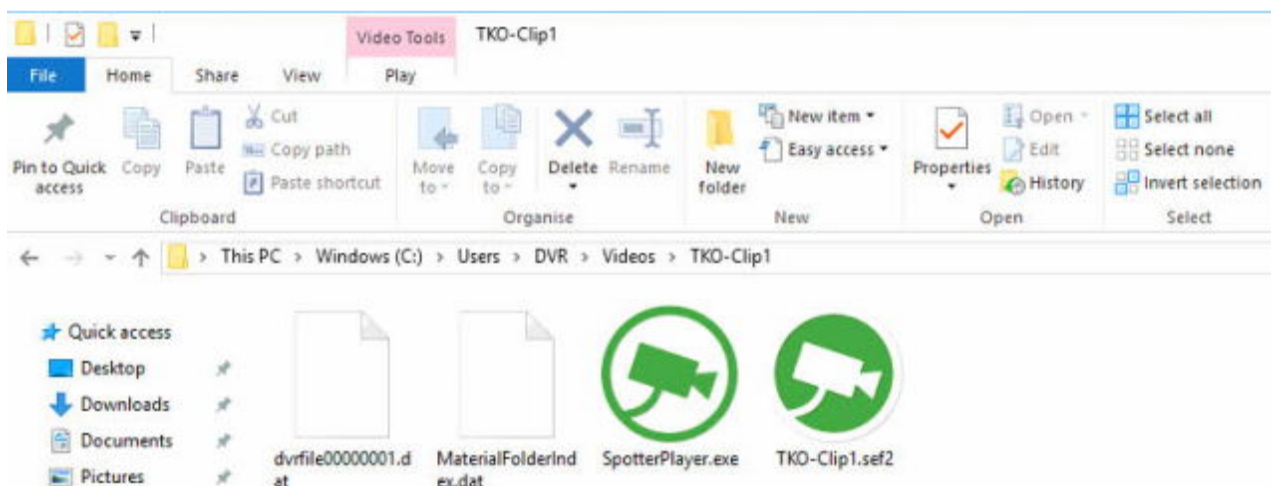 Video Tools TKO-Clip1
File Home Share View Play
Pin to Quick access
Copy
Paste
Cut
Copy path
Paste shortcut
Move to
Copy to
Delete
Rename
New folder
New item
Easy access
Properties
Open
Edit
History
Select all
Select none
Invert selection
Clipboard Organise New Open Select
This PC > Windows (C:) > Users > DVR > Videos > TKO-Clip1
Quick access
Desktop
Downloads
Documents
Pictures
dvrfile00000001.d
at
MaterialFolderInd
ex.dat
SpotterPlayer.exe
TKO-Clip1.sef2